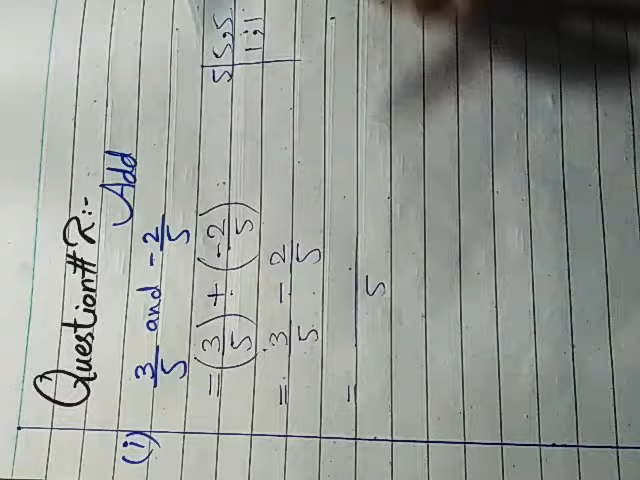 Question # 2:-
Add
(i) 3/5 and -2/5
= (3/5) + (-2/5)
= 3/5 - 2/5
= /5
5 | 5, 5
1, 1